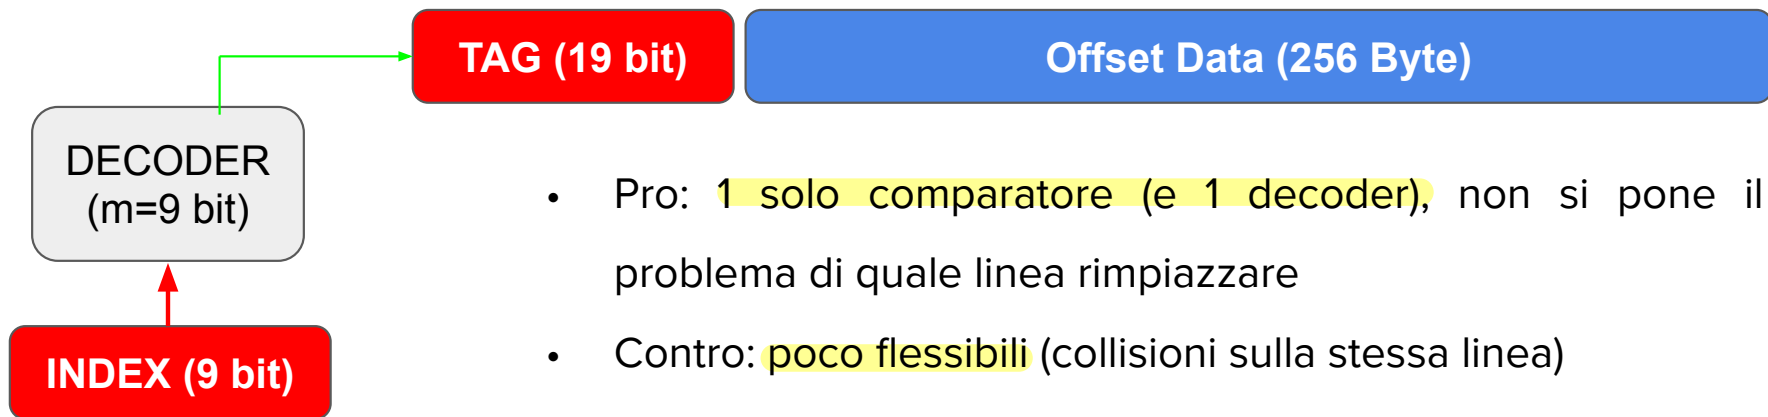 TAG (19 bit)
Offset Data (256 Byte)
DECODER
(m=9 bit)
INDEX (9 bit)
• Pro: 1 solo comparatore (e 1 decoder), non si pone il
problema di quale linea rimpiazzare
• Contro: poco flessibili (collisioni sulla stessa linea)